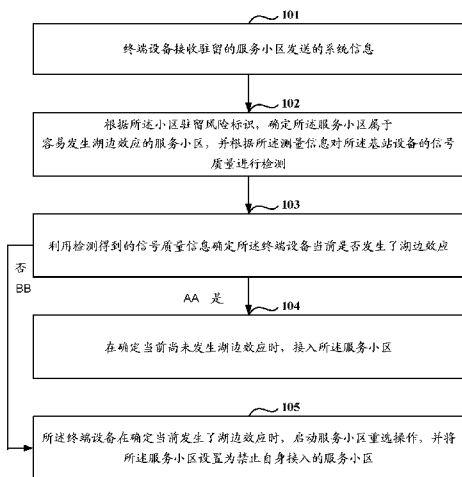 101
终端设备接收驻留的服务小区发送的系统信息
102
根据所述小区驻留风险标识，确定所述服务小区属于
容易发生湖边效应的服务小区，并根据所述测量信息对所述基站设备的信号
质量进行检测
103
利用检测得到的信号质量信息确定所述终端设备当前是否发生了湖边效应
否
BB
AA 是
104
在确定当前尚未发生湖边效应时，接入所述服务小区
105
所述终端设备在确定当前发生了湖边效应时，启动服务小区重选操作，并将
所述服务小区设置为禁止自身接入的服务小区